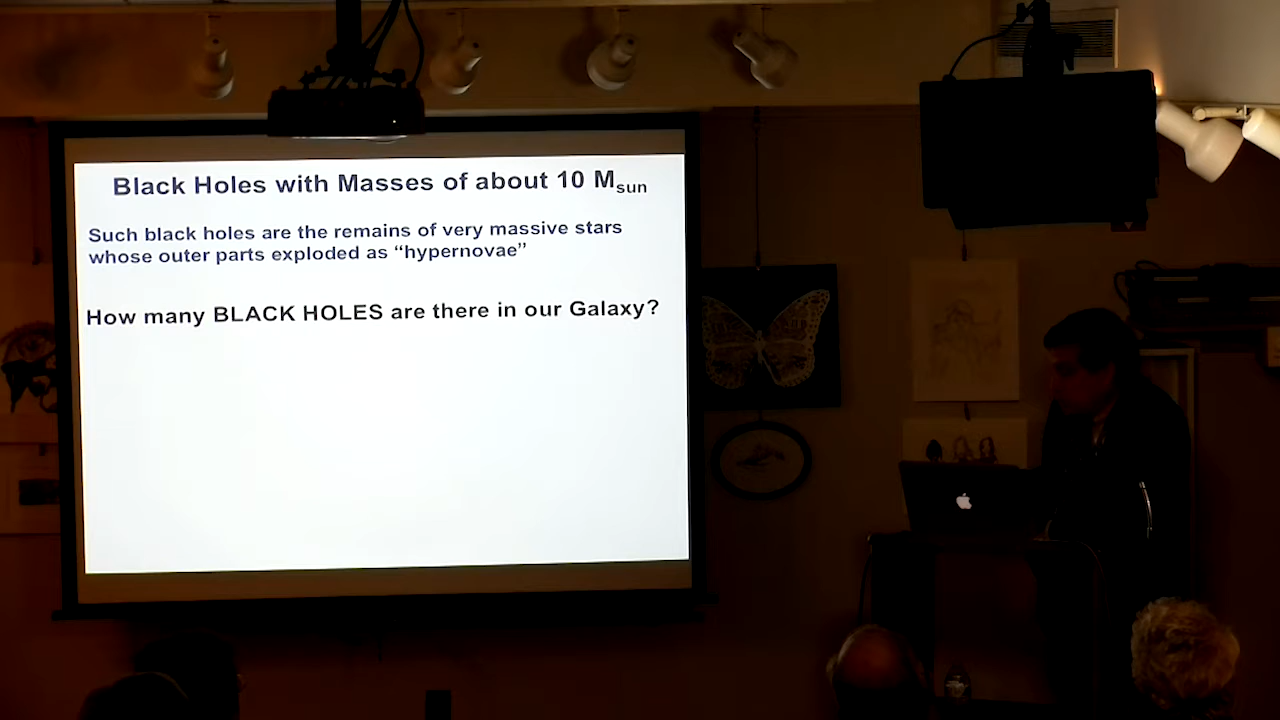 Black Holes with Masses of about 10 Msun
Such black holes are the remains of very massive stars
whose outer parts exploded as “hypernovae”
How many BLACK HOLES are there in our Galaxy?